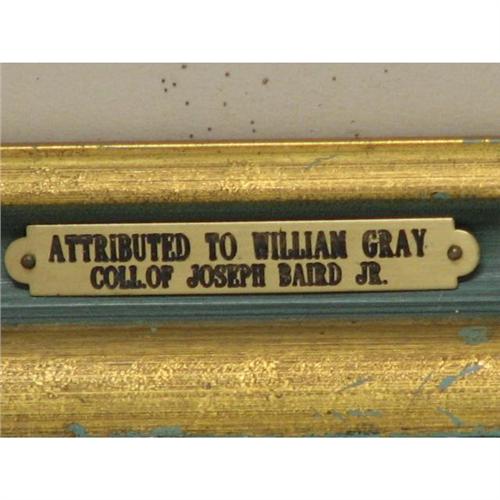 ATTRIBUTED TO WILLIAM GRAY
COLL.OF JOSEPH BAIRD JR.